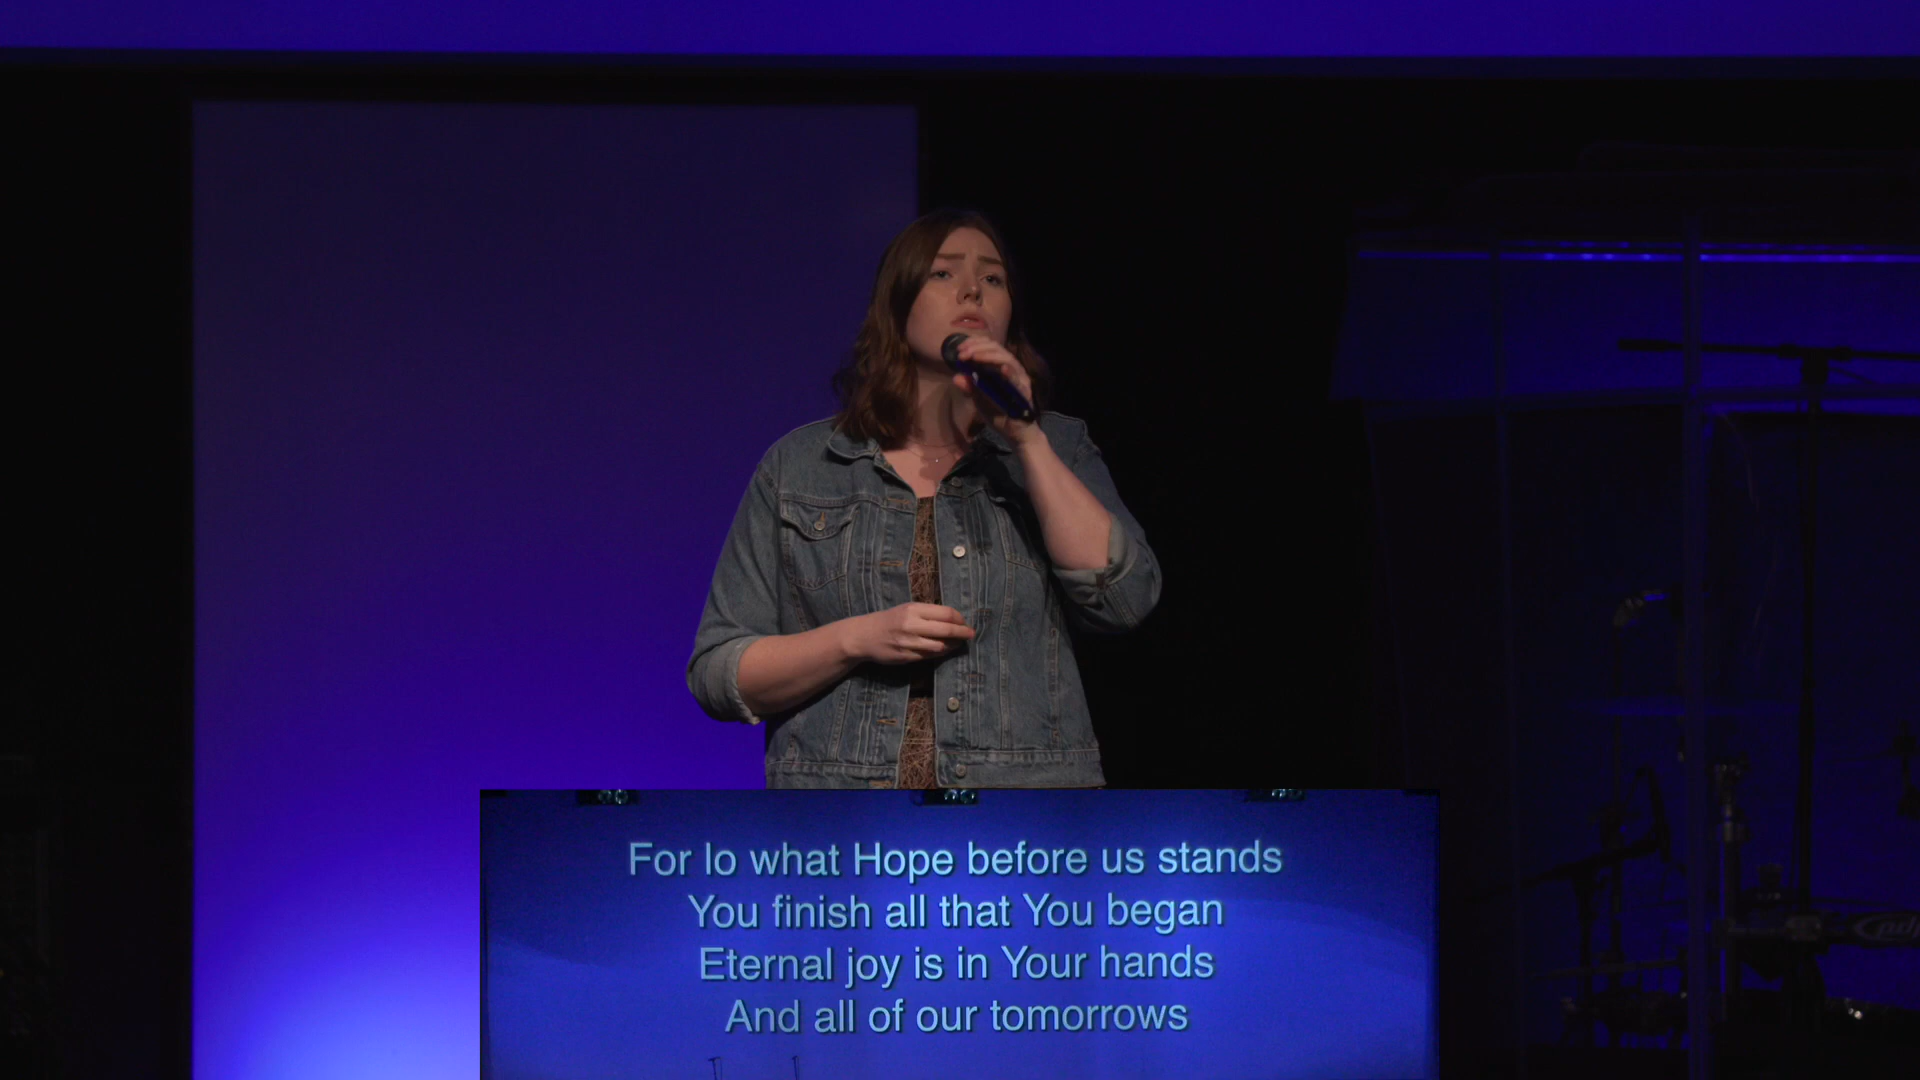 For lo what Hope before us stands
You finish all that You began
Eternal joy is in Your hands
And all of our tomorrows
pdp